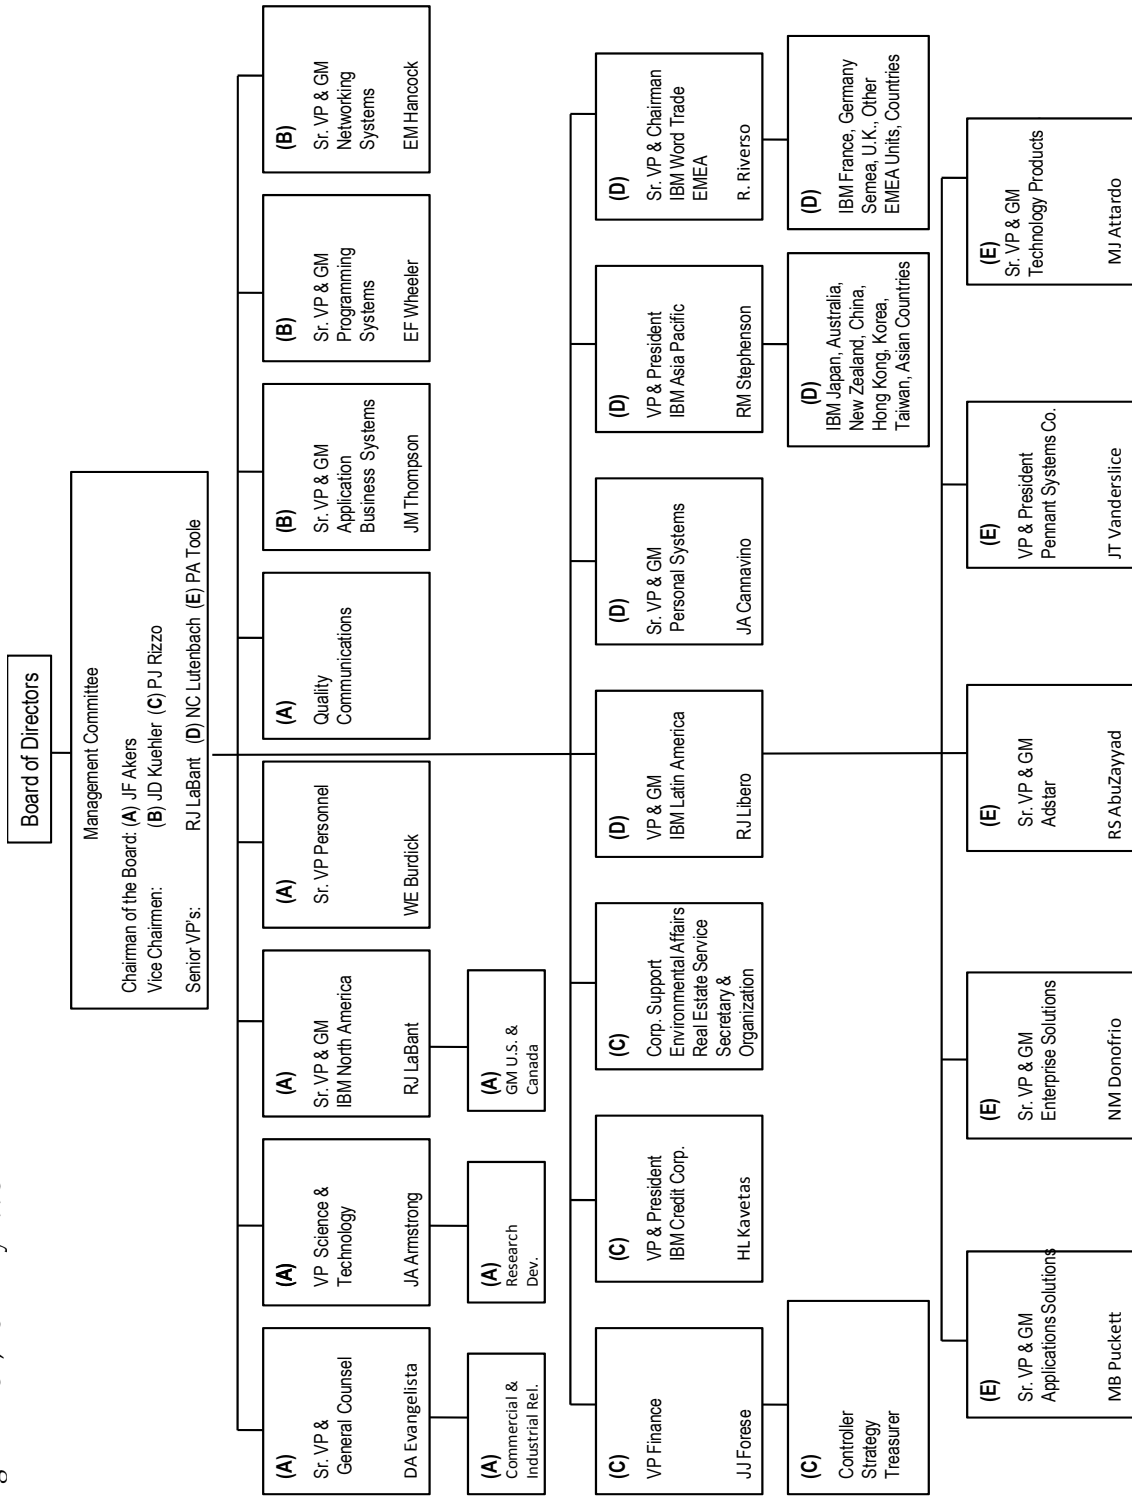 Board of Directors
Management Committee
Chairman of the Board: (A) JF Akers
Vice Chairmen: (B) JD Kuehler (C) PJ Rizzo
Senior VP's: RJ LaBant (D) NC Lutenbach (E) PA Toole
(A)
Sr. VP &
General Counsel
DA Evangelista
(A)
VP Science &
Technology
JA Armstrong
(A)
Sr. VP & GM
IBM North America
RJ LaBant
(A)
Sr. VP Personnel
WE Burdick
(A)
Quality
Communications
(B)
Sr. VP & GM
Application
Business Systems
JM Thompson
(B)
Sr. VP & GM
Programming
Systems
EF Wheeler
(B)
Sr. VP & GM
Networking
Systems
EM Hancock
(A)
Commercial &
Industrial Rel.
(A)
Research
Dev.
(A)
GM U.S. &
Canada
(C)
VP Finance
JJ Forese
(C)
VP & President
IBM Credit Corp.
HL Kavetas
(C)
Corp. Support
Environmental Affairs
Real Estate Service
Secretary &
Organization
(D)
VP & GM
IBM Latin America
RJ Libero
(D)
Sr. VP & GM
Personal Systems
JA Cannavino
(D)
VP & President
IBM Asia Pacific
RM Stephenson
(D)
Sr. VP & Chairman
IBM Word Trade
EMEA
R. Riverso
(C)
Controller
Strategy
Treasurer
(D)
IBM Japan, Australia,
New Zealand, China,
Hong Kong, Korea,
Taiwan, Asian Countries
(D)
IBM France, Germany
Semea, U.K., Other
EMEA Units, Countries
(E)
Sr. VP & GM
Applications Solutions
MB Puckett
(E)
Sr. VP & GM
Enterprise Solutions
NM Donofrio
(E)
Sr. VP & GM
Adstar
RS AbuZayyad
(E)
VP & President
Pennant Systems Co.
JT Vanderslice
(E)
Sr. VP & GM
Technology Products
MJ Attardo